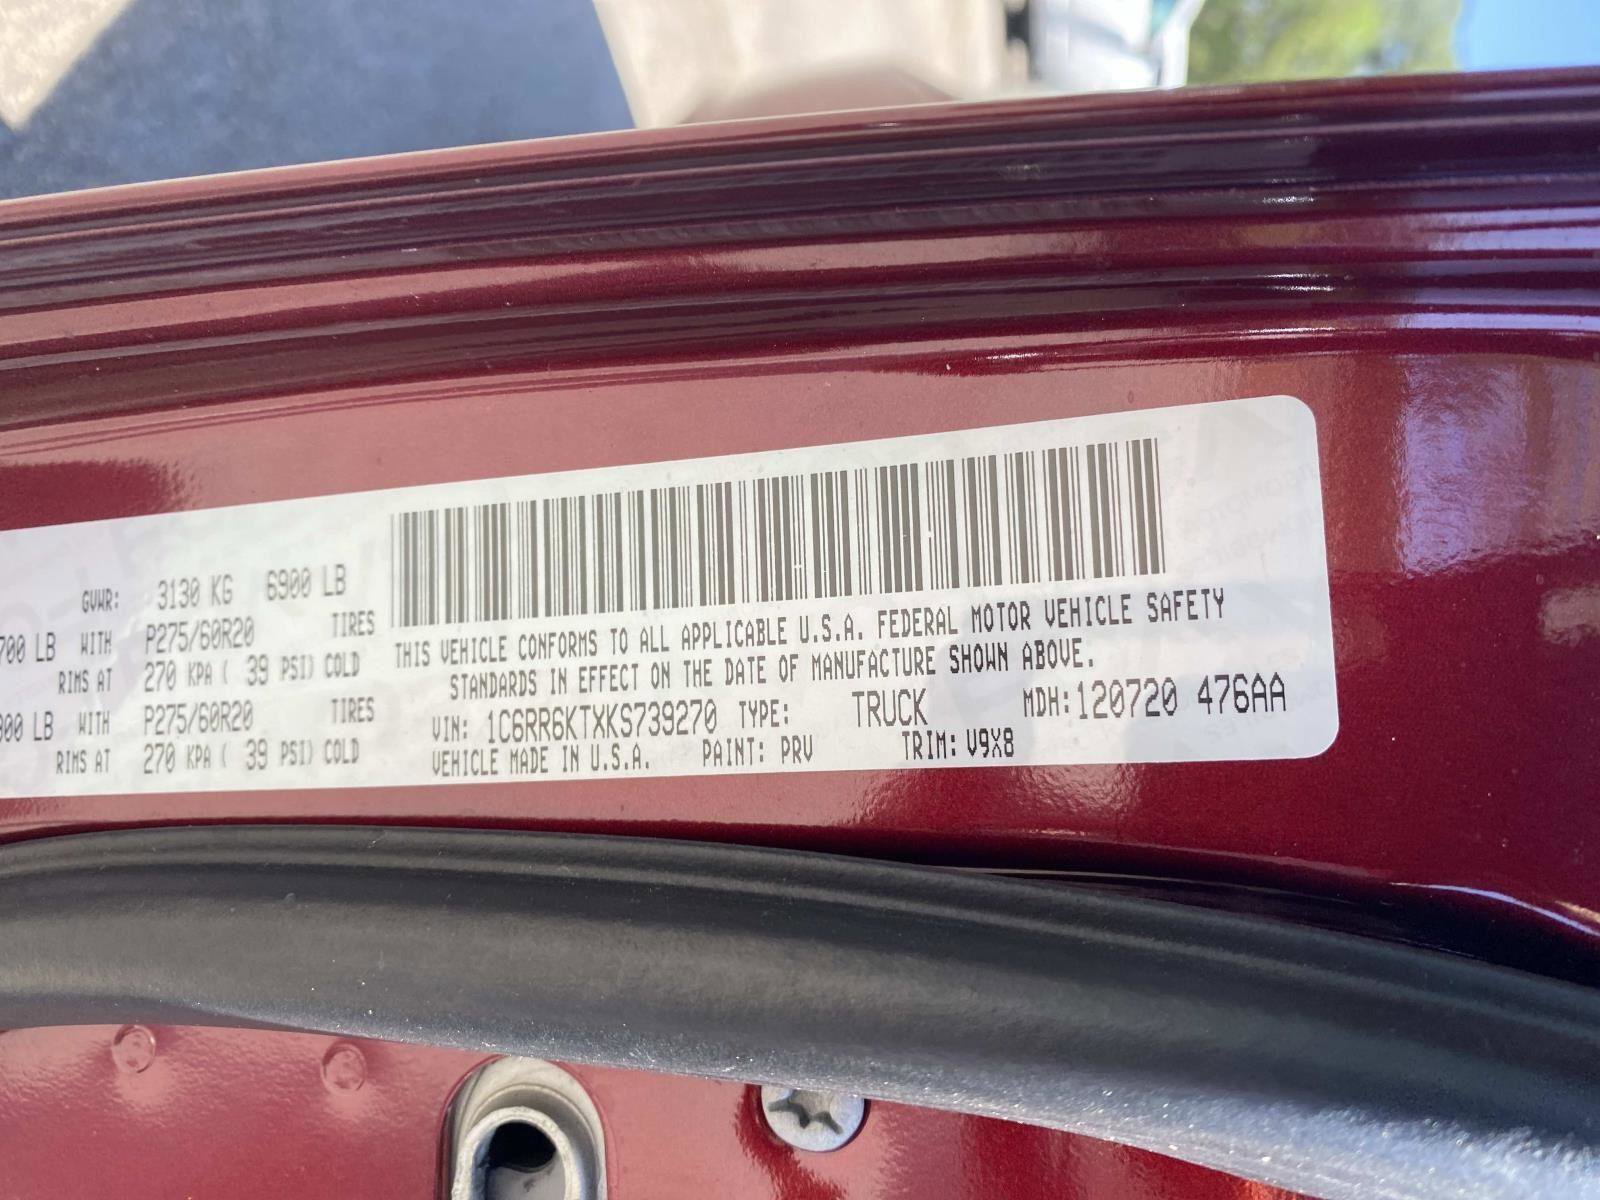 GVWR: 3130 KG 6900 LB
700 LB WITH P275/60R20 TIRES
RIMS AT 270 KPA ( 39 PSI) COLD
900 LB WITH P275/60R20 TIRES
RIMS AT 270 KPA ( 39 PSI) COLD
THIS VEHICLE CONFORMS TO ALL APPLICABLE U.S.A. FEDERAL MOTOR VEHICLE SAFETY
STANDARDS IN EFFECT ON THE DATE OF MANUFACTURE SHOWN ABOVE.
VIN: 1C6RR6KTXKS739270 TYPE: TRUCK MDH:120720 476AA
VEHICLE MADE IN U.S.A. PAINT: PRV TRIM: V9X8